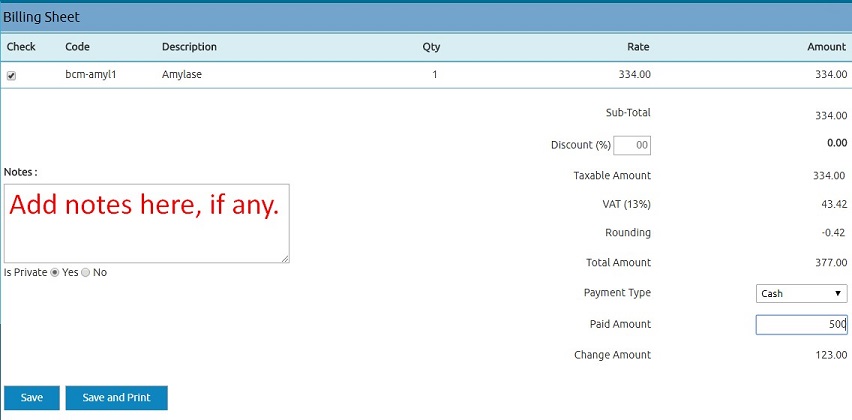 Billing Sheet
Check Code Description Qty Rate Amount
bcm-amyl1 Amylase 1 334.00 334.00
Sub-Total 334.00
Discount (%) 00 0.00
Notes :
Taxable Amount 334.00
Add notes here, if any.
VAT (13%) 43.42
Rounding -0.42
Total Amount 377.00
Is Private Yes No
Payment Type Cash
Paid Amount 500
Change Amount 123.00
Save Save and Print